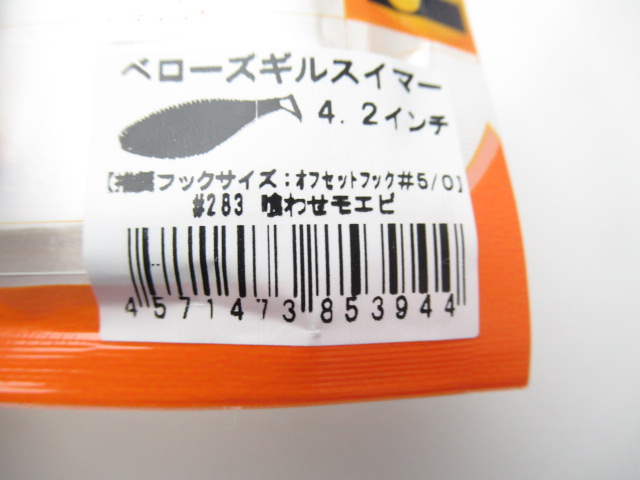 ベローズギルスイマー
4.2インチ
【推奨フックサイズ:オフセットフック#5/0】
#283 喰わせモエビ
4571473853944